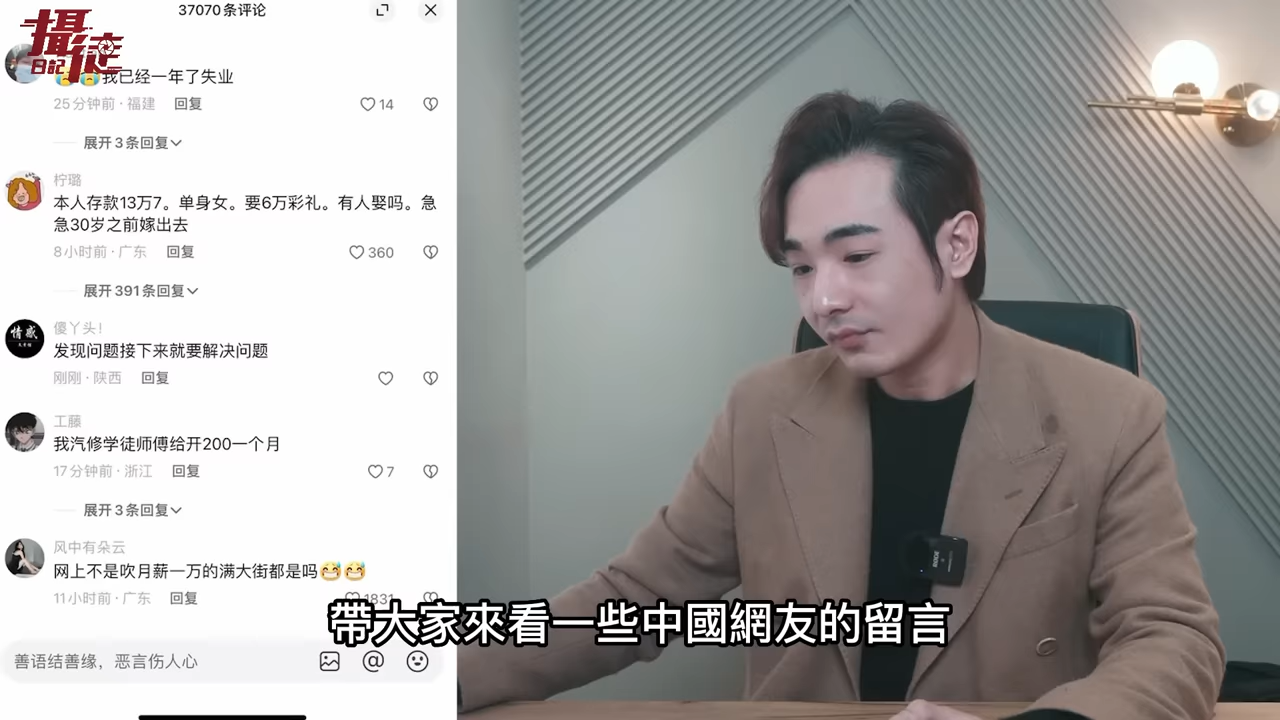 37070条评论
攝徒
日記
我已经一年了失业
25分钟前·福建 回复 14
展开3条回复
柠璐
本人存款13万7。单身女。要6万彩礼。有人娶吗。急
急30岁之前嫁出去
8小时前·广东 回复 360
展开391条回复
情感
傻丫头!
发现问题接下来就要解决问题
刚刚·陕西 回复
工藤
我汽修学徒师傅给开200一个月
17分钟前·浙江 回复 7
展开3条回复
风中有朵云
网上不是吹月薪一万的满大街都是吗
11小时前·广东 回复 1831
帶大家來看一些中國網友的留言
善语结善缘，恶言伤人心
RODE